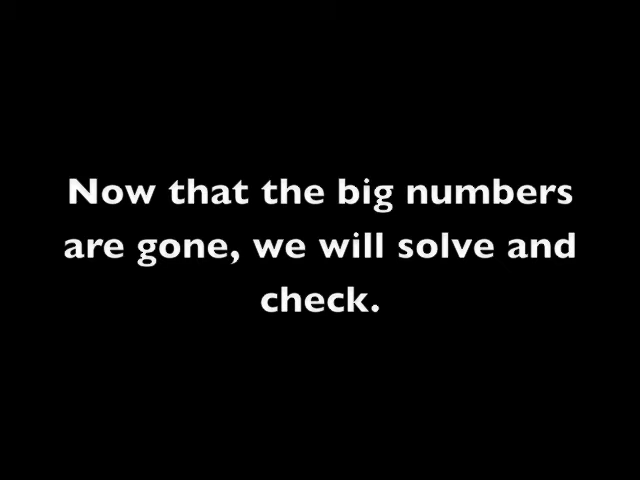 Now that the big numbers
are gone, we will solve and
check.